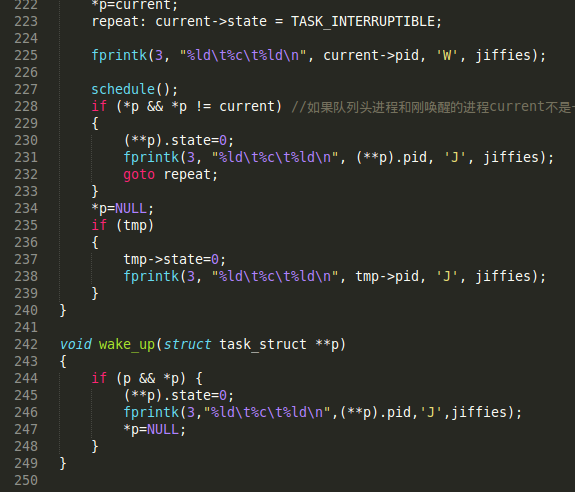 222 *p=current;
223 repeat: current->state = TASK_INTERRUPTIBLE;
224
225 fprintk(3, "%ld\t%c\t%ld\n", current->pid, 'W', jiffies);
226
227 schedule();
228 if (*p && *p != current) //如果队列头进程和刚唤醒的进程current不是
229 {
230 (**p).state=0;
231 fprintk(3, "%ld\t%c\t%ld\n", (**p).pid, 'J', jiffies);
232 goto repeat;
233 }
234 *p=NULL;
235 if (tmp)
236 {
237 tmp->state=0;
238 fprintk(3, "%ld\t%c\t%ld\n", tmp->pid, 'J', jiffies);
239 }
240 }
241
242 void wake_up(struct task_struct **p)
243 {
244 if (p && *p) {
245 (**p).state=0;
246 fprintk(3,"%ld\t%c\t%ld\n",(**p).pid,'J',jiffies);
247 *p=NULL;
248 }
249 }
250